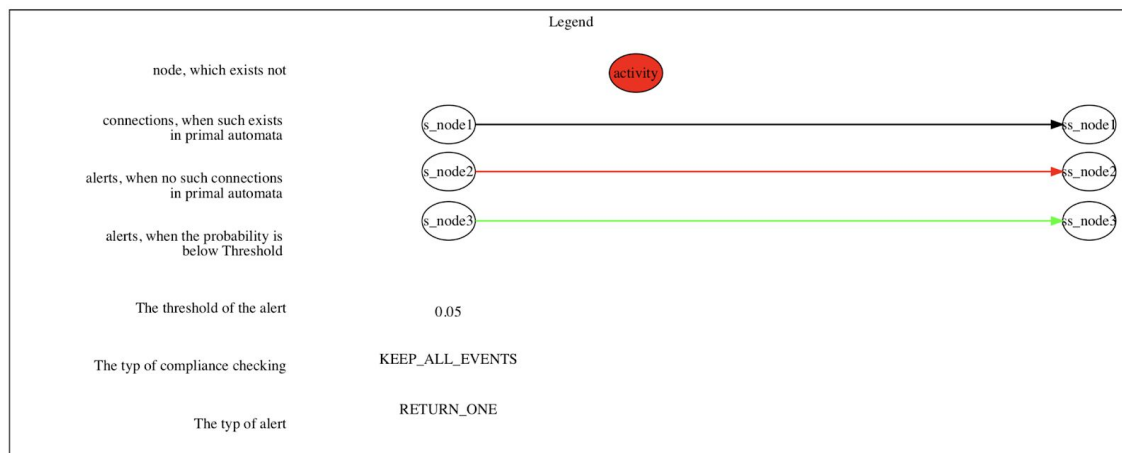 Legend
node, which exists not
activity
connections, when such exists
in primal automata
s_node1
ss_node1
alerts, when no such connections
in primal automata
s_node2
ss_node2
alerts, when the probability is
below Threshold
s_node3
ss_node3
The threshold of the alert
0.05
The typ of compliance checking
KEEP_ALL_EVENTS
The typ of alert
RETURN_ONE